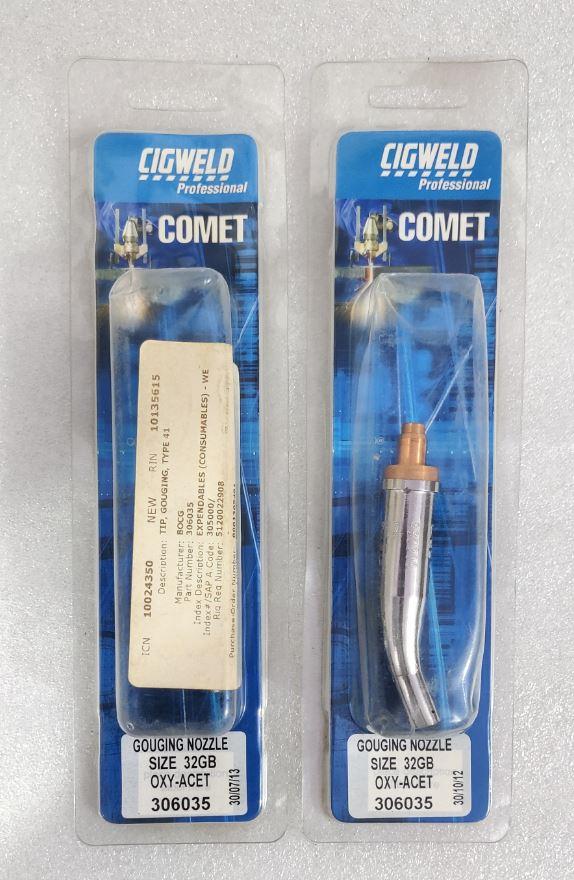 CIGWELD
Professional
COMET
ICN 10024350 NEW RIN 10135615
Description: TIP, GOUGING, TYPE 41
Manufacturer: BOCG
Part Number: 306035
Index Description: EXPENDABLES (CONSUMABLES) - WE
Index#/SAP A Code: 305000/
Rig Req Number: 5120022908
Purchase/Order Number:
GOUGING NOZZLE
SIZE 32GB
OXY-ACET
306035
30/07/13
CIGWELD
Professional
COMET
GOUGING NOZZLE
SIZE 32GB
OXY-ACET
306035
30/10/12